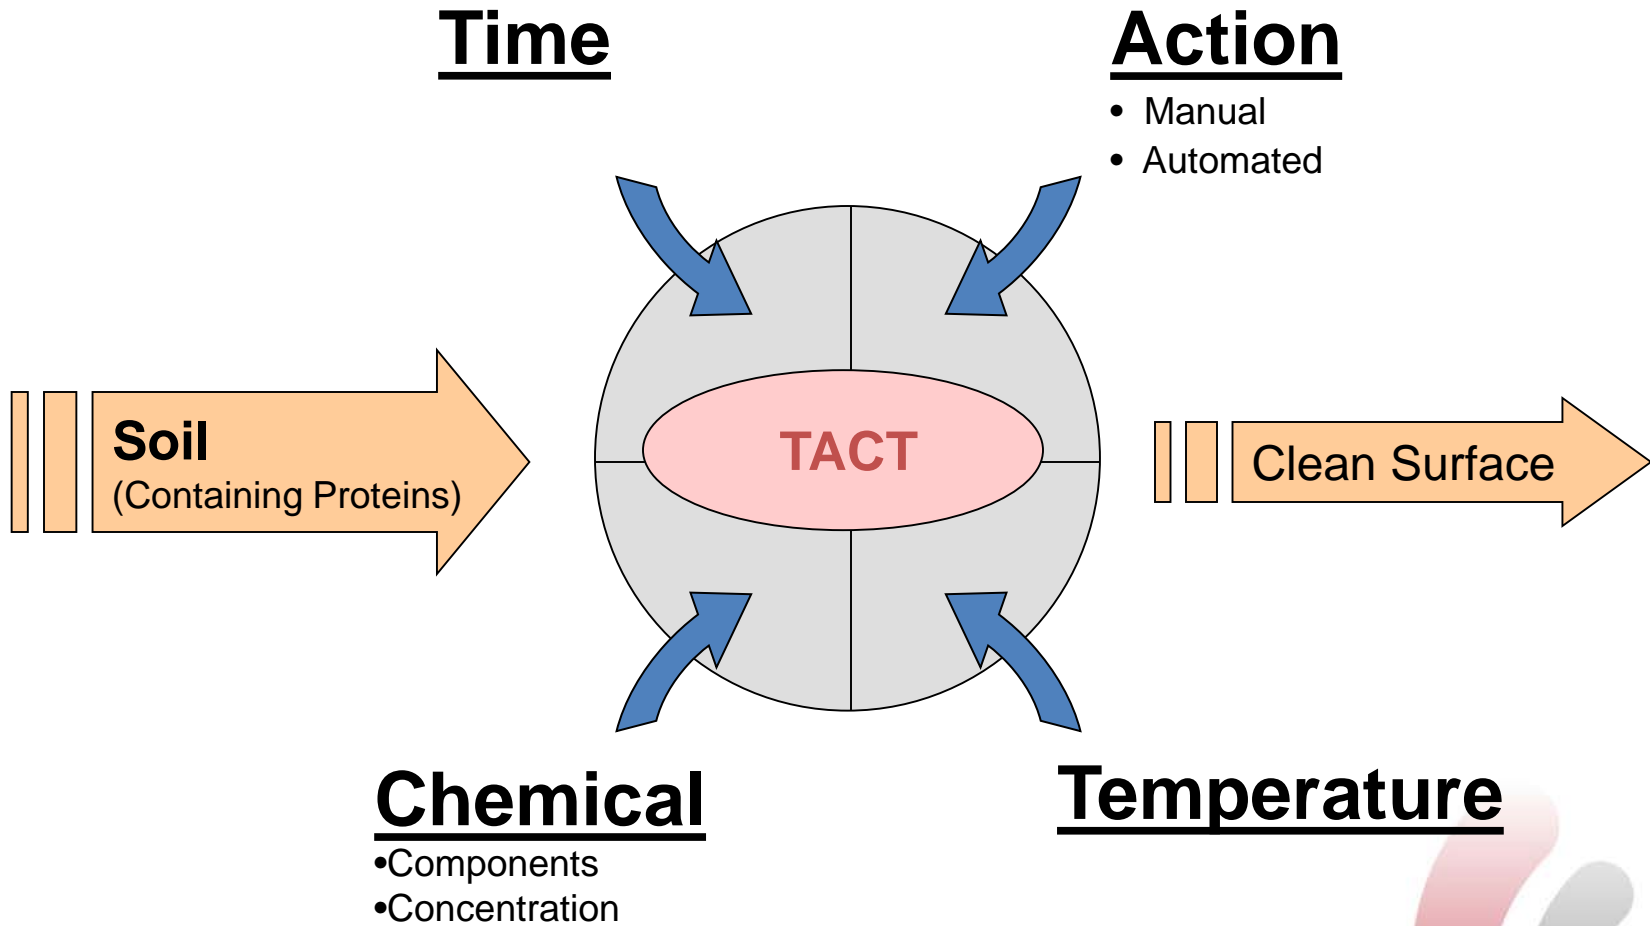 Time
Action
• Manual
• Automated
Soil
(Containing Proteins)
TACT
Clean Surface
Chemical
•Components
•Concentration
Temperature